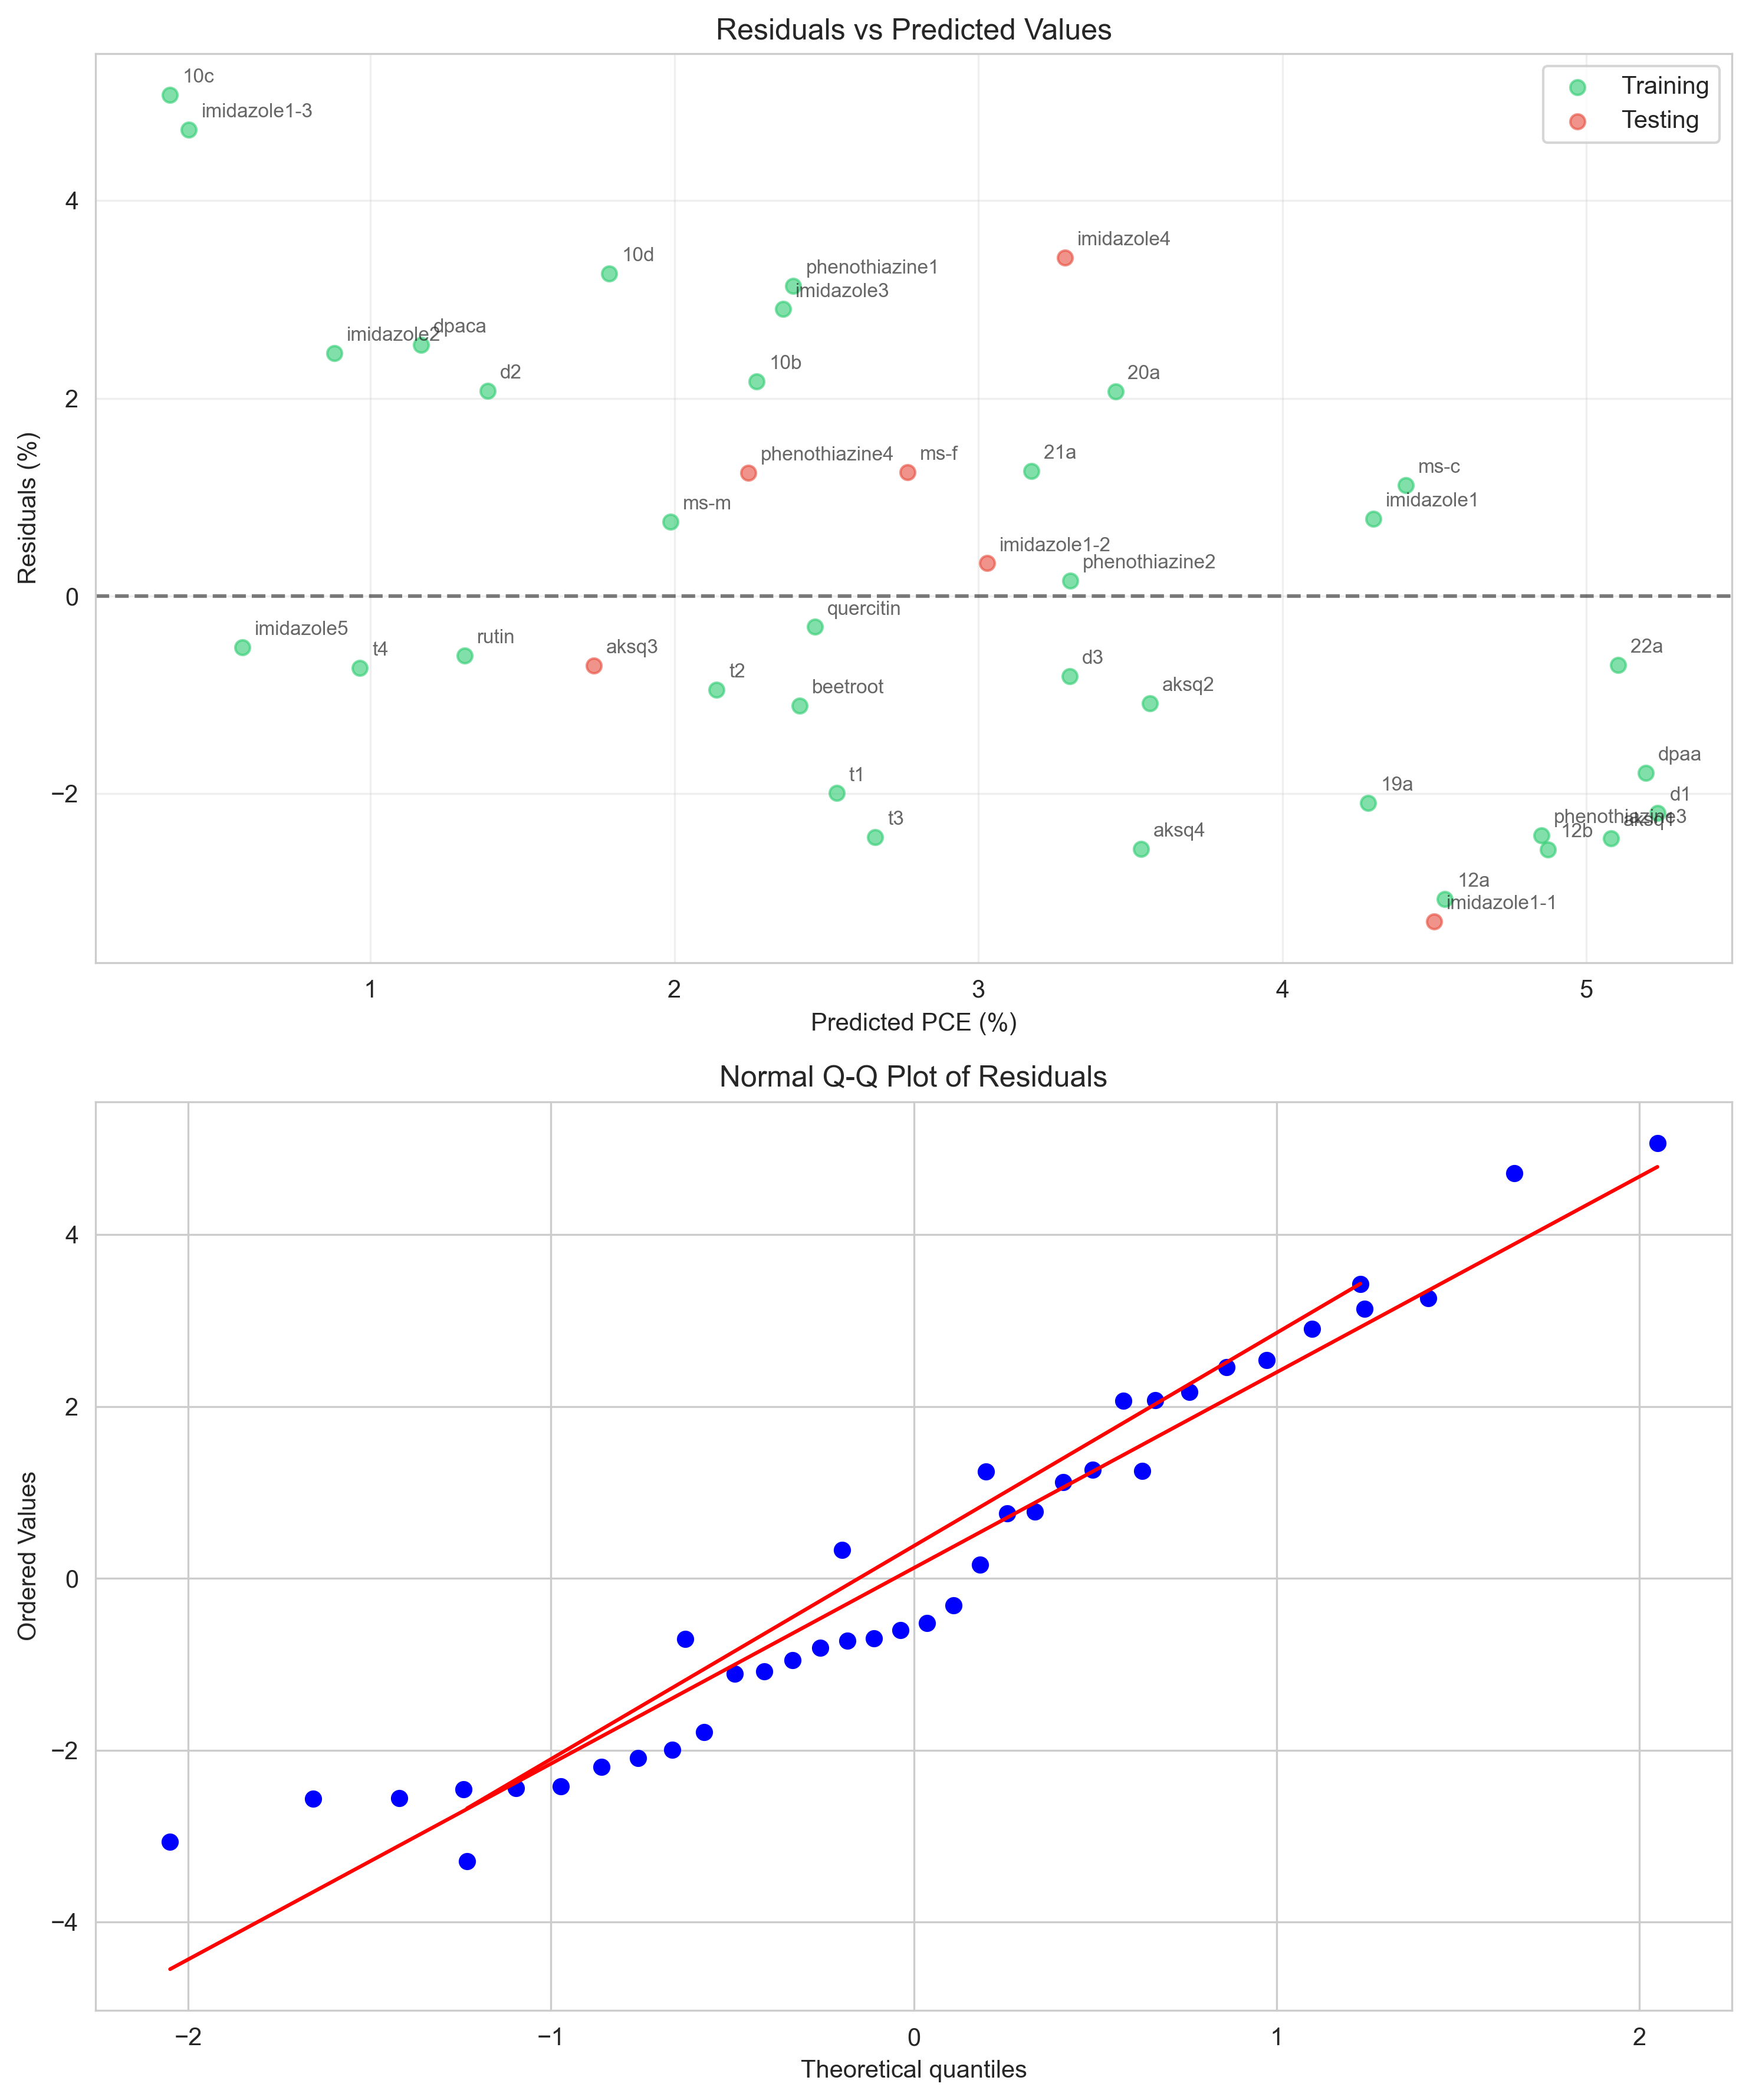 Residuals vs Predicted Values
10c
imidazole1-3
Training
Testing
4
imidazole4
10d
phenothiazine1
imidazole3
dpaca
imidazole2
10b
d2
20a
2
phenothiazine4
ms-f
21a
ms-c
imidazole1
ms-m
imidazole1-2
phenothiazine2
0
quercitin
imidazole5
t4
rutin
aksq3
t2
beetroot
d3
aksq2
22a
dpaa
t1
19a
d1
−2
t3
aksq4
phenothiazine3
aksq1
12b
12a
imidazole1-1
Residuals (%)
1 2 3 4 5
Predicted PCE (%)
Normal Q-Q Plot of Residuals
4
2
0
−2
−4
Ordered Values
−2 −1 0 1 2
Theoretical quantiles